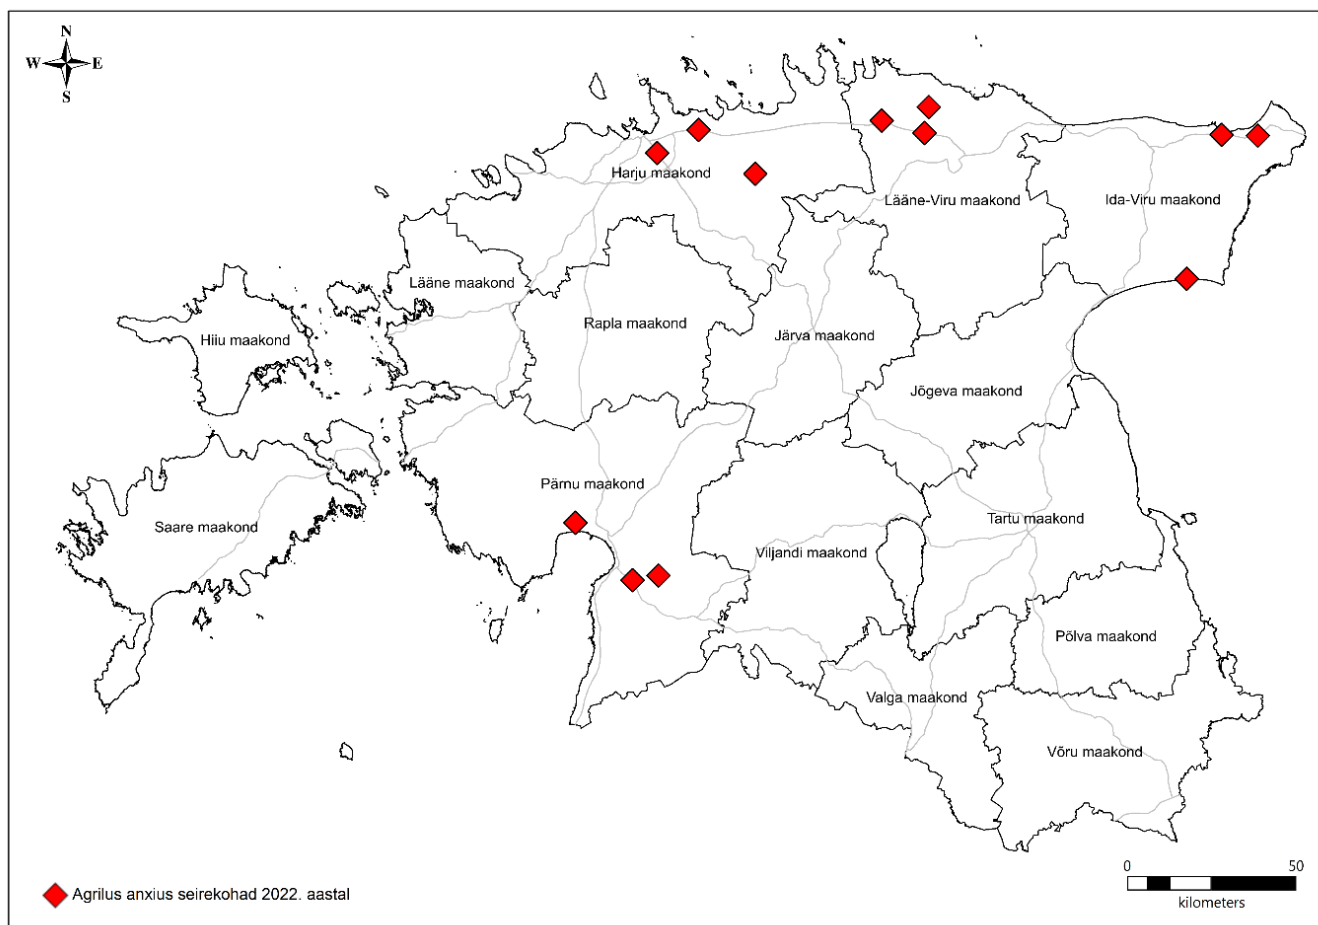 N
W E
S
Harju maakond
Lääne-Viru maakond
Ida-Viru maakond
Lääne maakond
Hiiu maakond
Rapla maakond
Järva maakond
Jõgeva maakond
Pärnu maakond
Saare maakond
Tartu maakond
Viljandi maakond
Põlva maakond
Valga maakond
Võru maakond
0 50
kilometers
Agrilus anxius seirekohad 2022. aastal